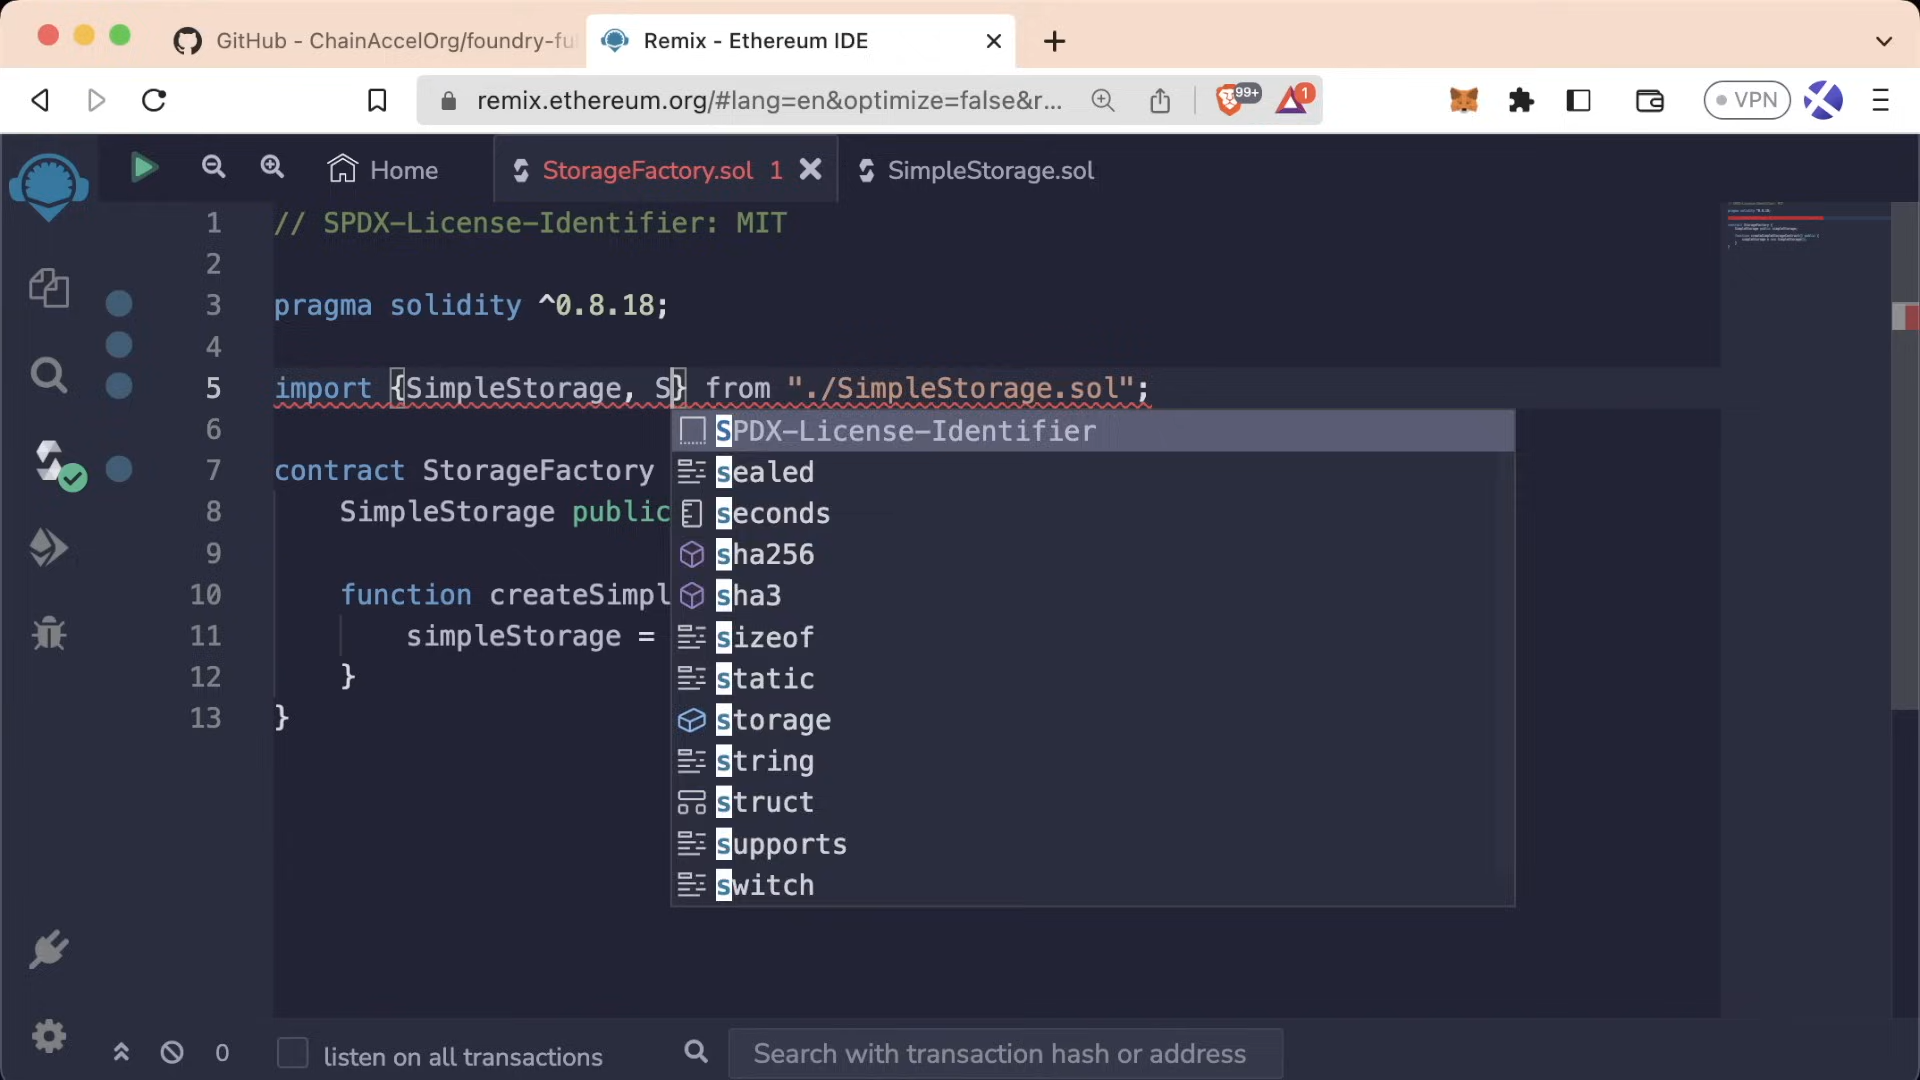 GitHub - ChainAccelOrg/foundry-fu
Remix - Ethereum IDE
remix.ethereum.org/#lang=en&optimize=false&r...
99+
1
VPN
Home
StorageFactory.sol 1
SimpleStorage.sol
1 // SPDX-License-Identifier: MIT
2
3 pragma solidity ^0.8.18;
4
5 import {SimpleStorage, S} from "./SimpleStorage.sol";
6
7 contract StorageFactory
8 SimpleStorage public
9
10 function createSimpl
11 simpleStorage =
12 }
13 }
SPDX-License-Identifier
sealed
seconds
sha256
sha3
sizeof
static
storage
string
struct
supports
switch
0
listen on all transactions
Search with transaction hash or address